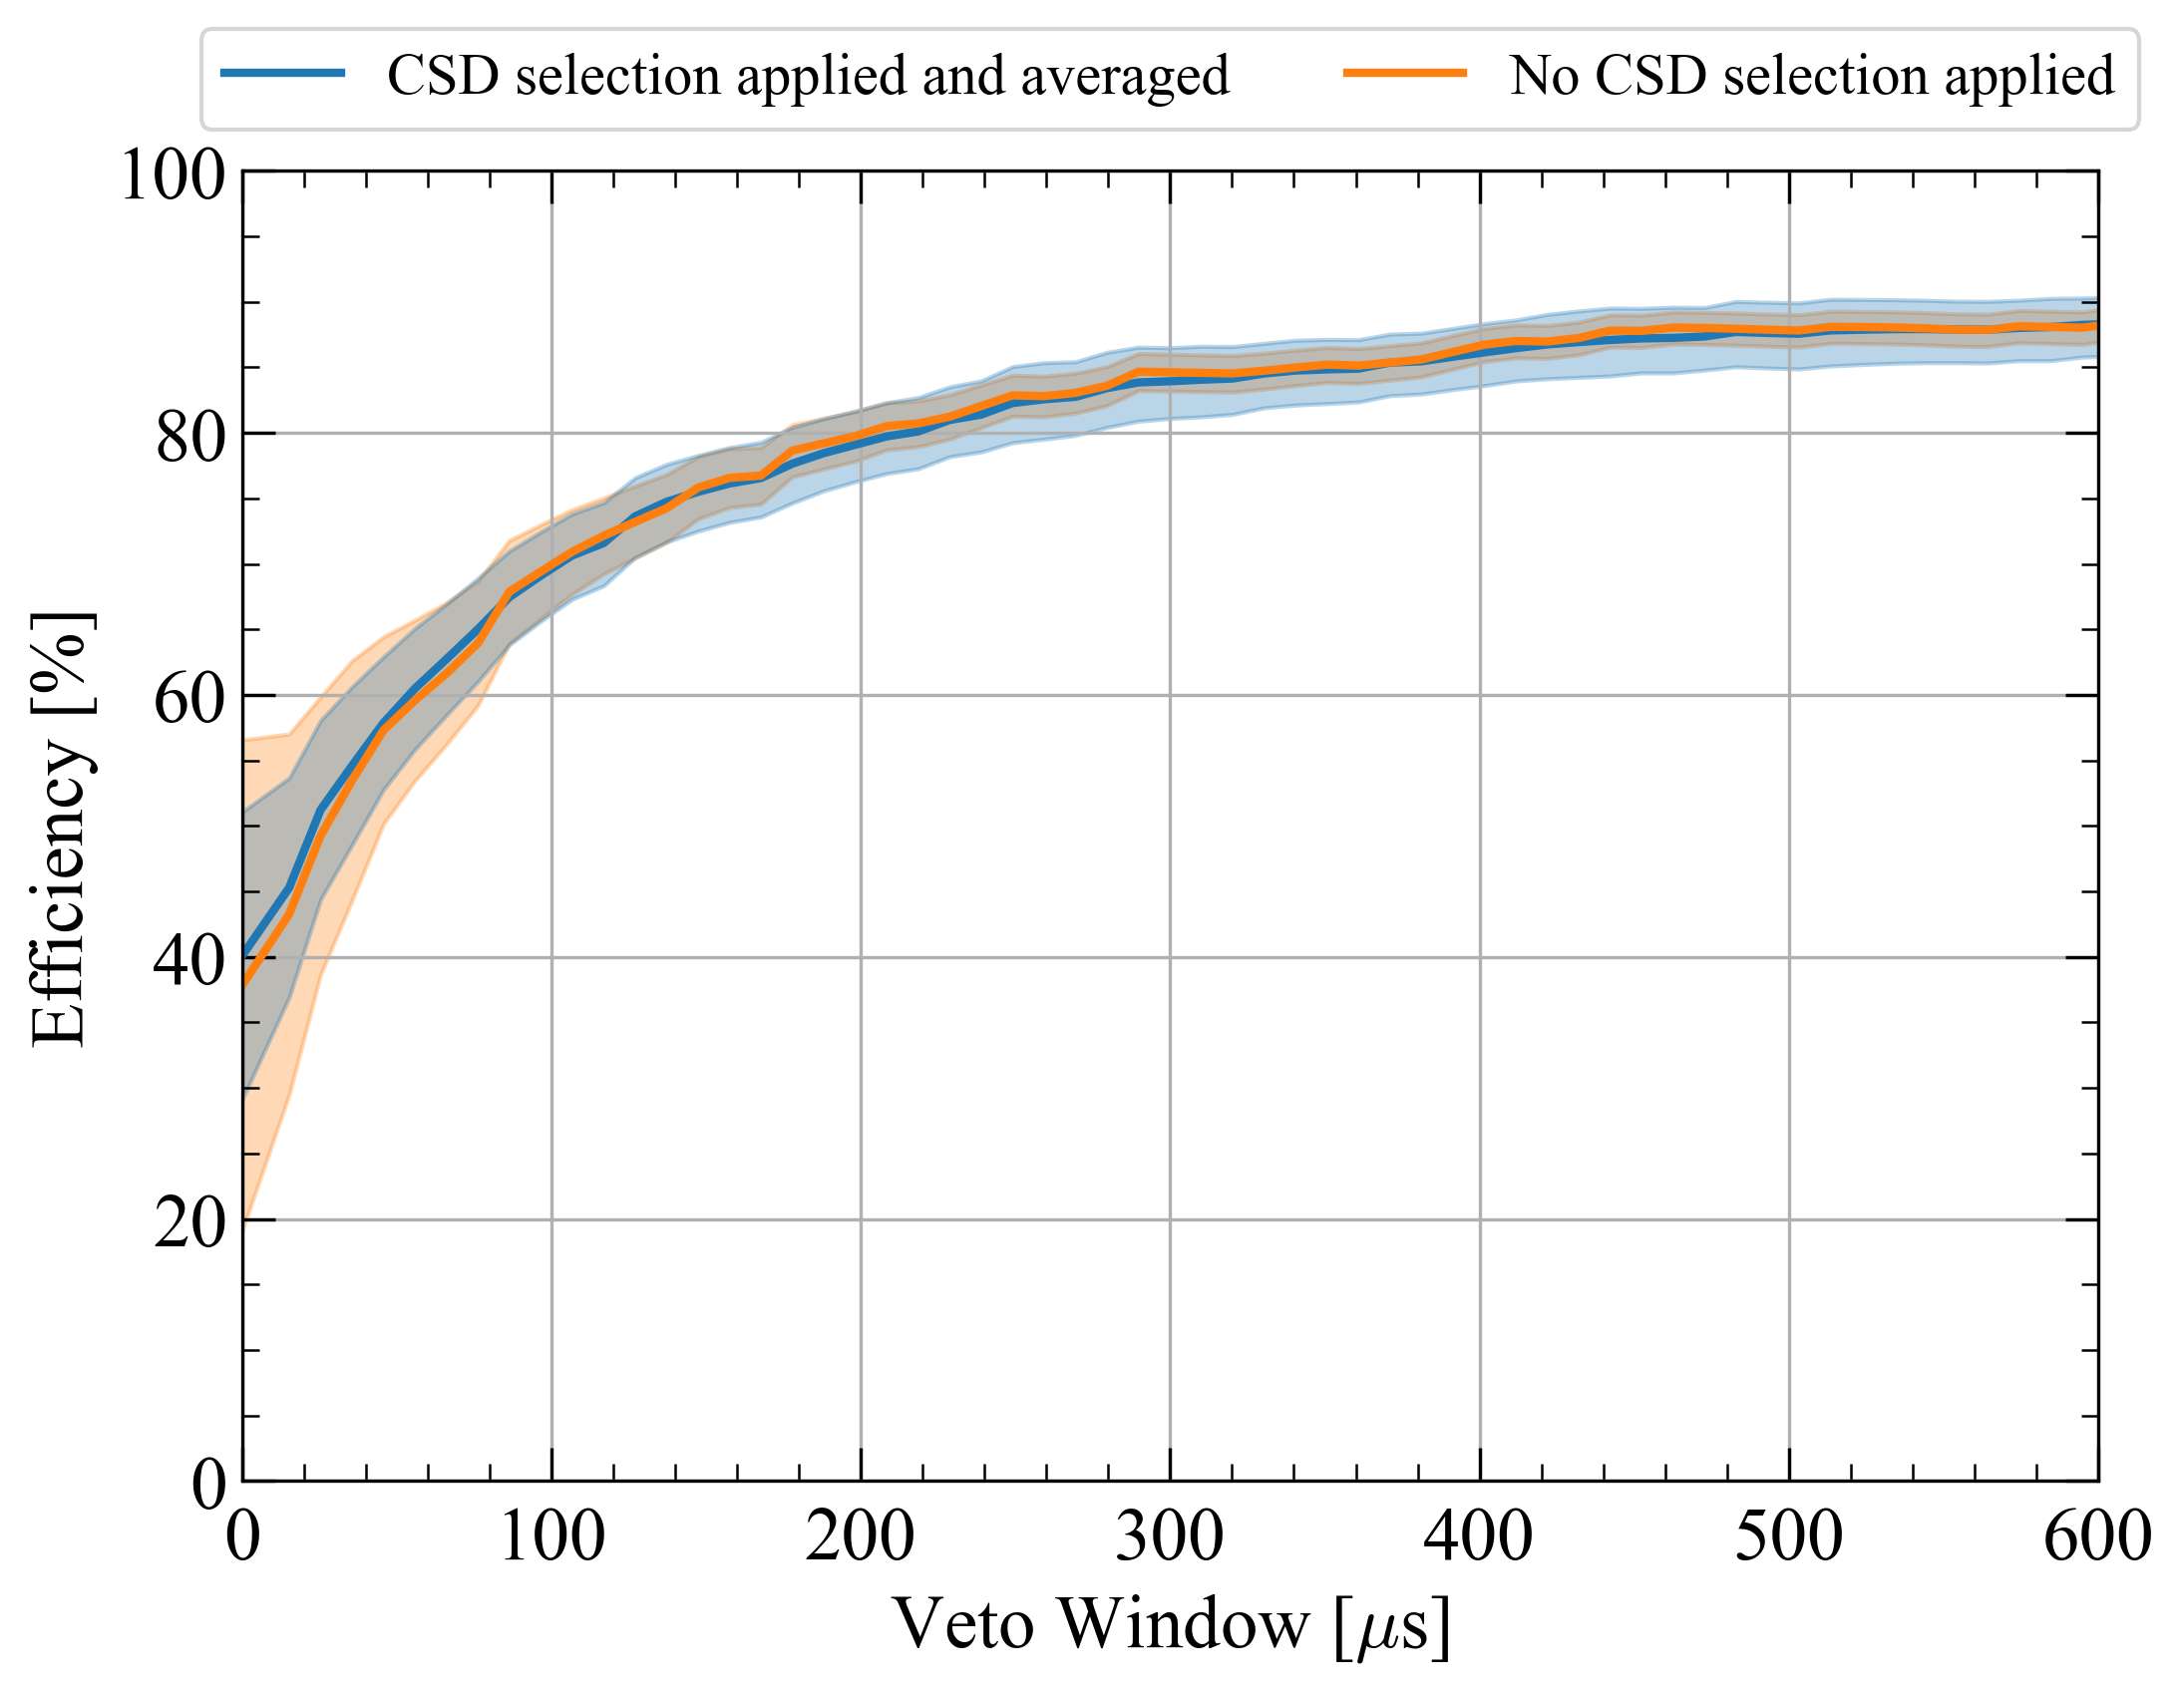 CSD selection applied and averaged No CSD selection applied
100
80
60
40
20
0
Efficiency [%]
0 100 200 300 400 500 600
Veto Window [μs]